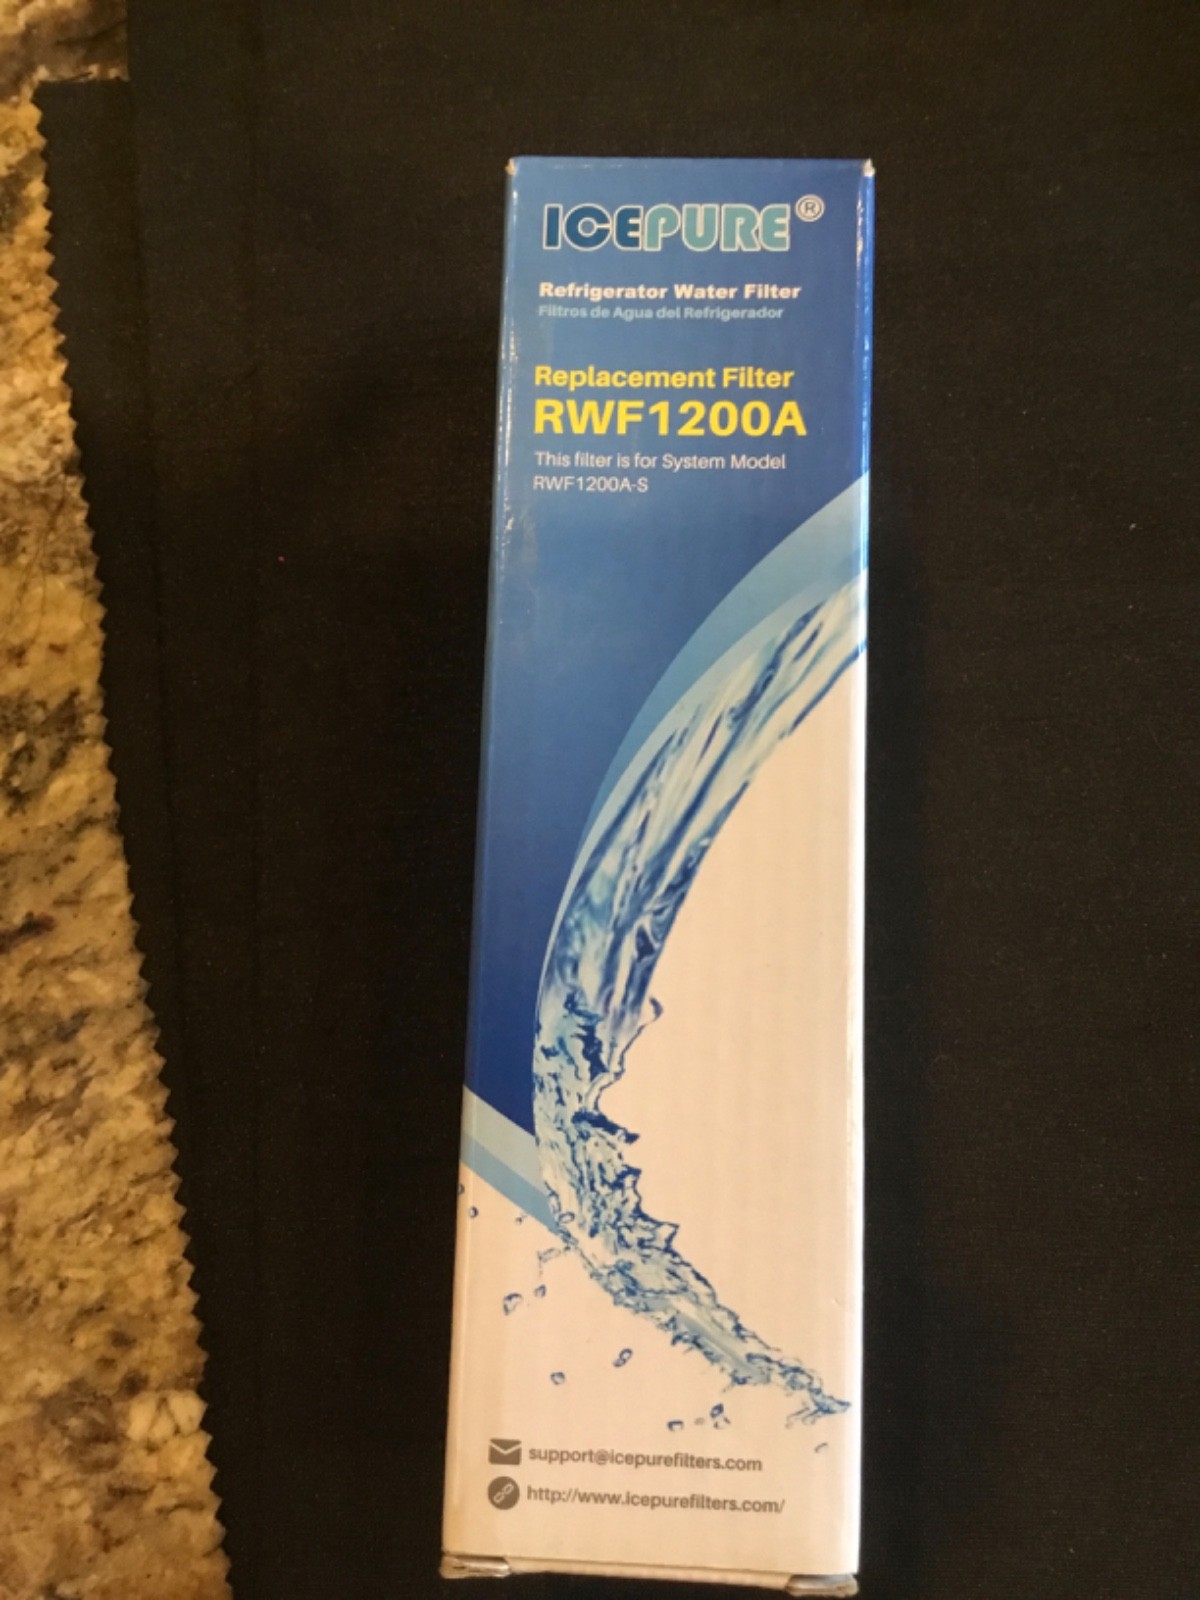 ICEPURE®
Refrigerator Water Filter
Filtros de Agua del Refrigerador
Replacement Filter
RWF1200A
This filter is for System Model
RWF1200A-S
support@icepurefilters.com
http://www.icepurefilters.com/